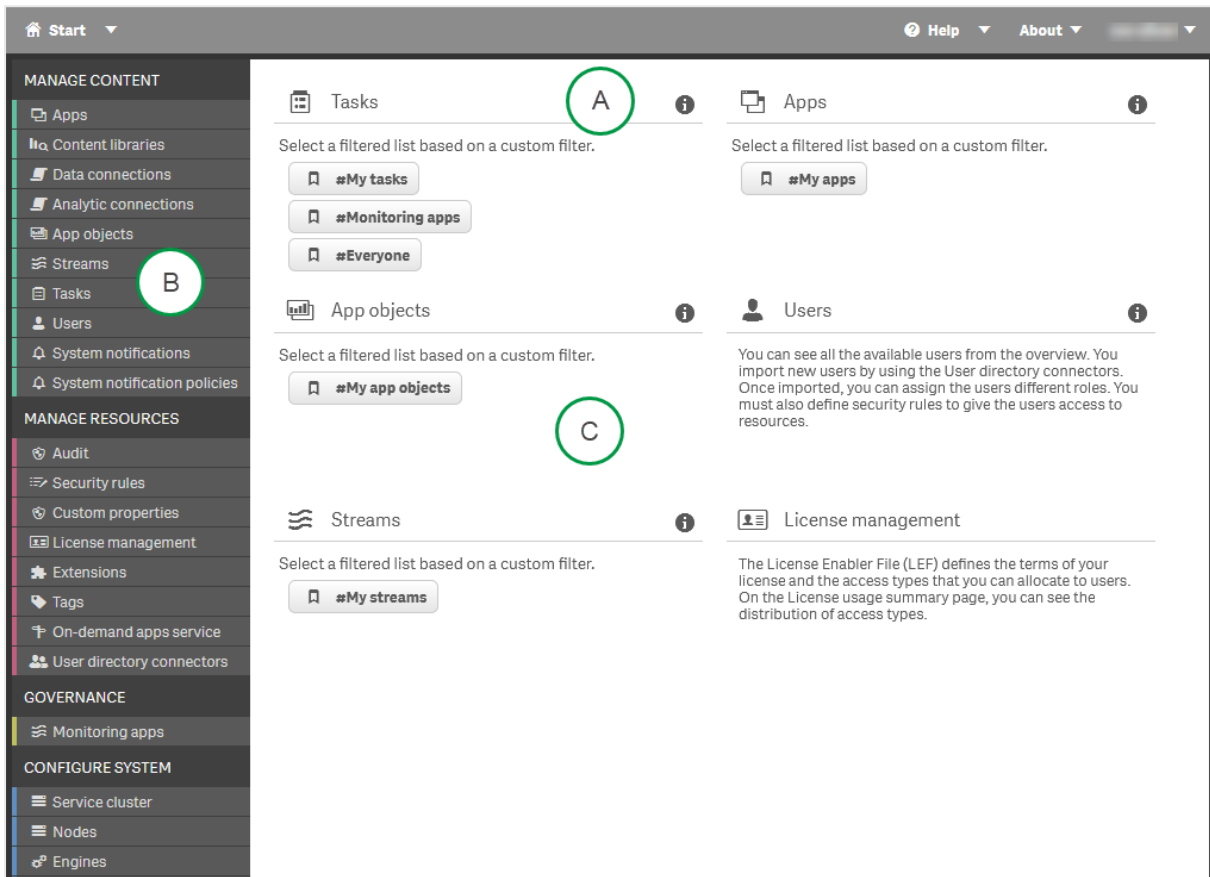 Start
Help
About
MANAGE CONTENT
Apps
Content libraries
Data connections
Analytic connections
App objects
Streams
Tasks
Users
System notifications
System notification policies
MANAGE RESOURCES
Audit
Security rules
Custom properties
License management
Extensions
Tags
On-demand apps service
User directory connectors
GOVERNANCE
Monitoring apps
CONFIGURE SYSTEM
Service cluster
Nodes
Engines
B
Tasks
A
Select a filtered list based on a custom filter.
#My tasks
#Monitoring apps
#Everyone
Apps
Select a filtered list based on a custom filter.
#My apps
App objects
Select a filtered list based on a custom filter.
#My app objects
C
Users
You can see all the available users from the overview. You
import new users by using the User directory connectors.
Once imported, you can assign the users different roles. You
must also define security rules to give the users access to
resources.
Streams
Select a filtered list based on a custom filter.
#My streams
License management
The License Enabler File (LEF) defines the terms of your
license and the access types that you can allocate to users.
On the License usage summary page, you can see the
distribution of access types.